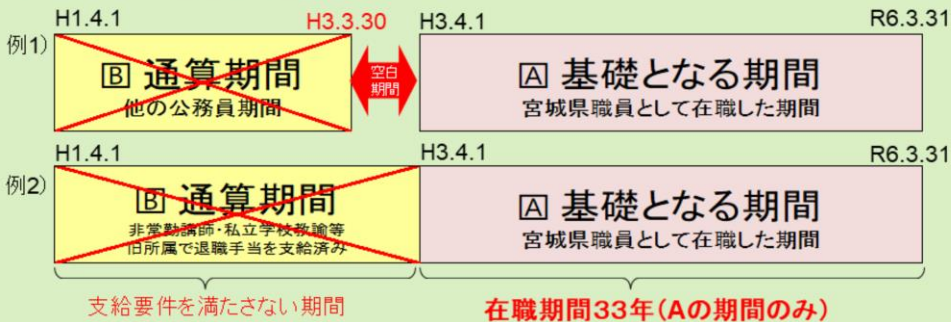 H1.4.1 H3.3.30 H3.4.1 R6.3.31
例1)
B 通算期間
他の公務員期間
空白
期間
A 基礎となる期間
宮城県職員として在職した期間
H1.4.1 H3.4.1 R6.3.31
例2)
B 通算期間
非常勤講師・私立学校教諭等
旧所属で退職手当を支給済み
A 基礎となる期間
宮城県職員として在職した期間
支給要件を満たさない期間
在職期間33年(Aの期間のみ)